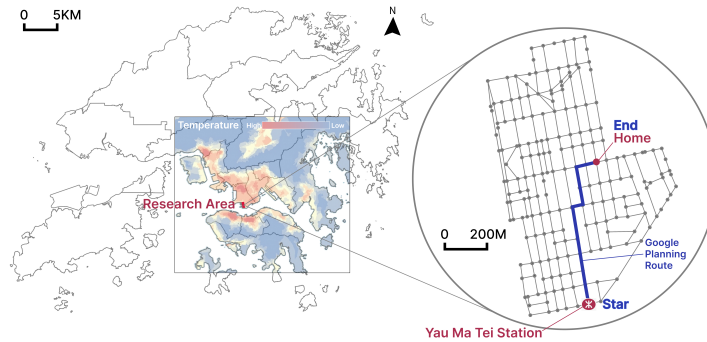 0 5KM
N
Temperature High Low
Research Area
End
Home
0 200M
Google
Planning
Route
Star
Yau Ma Tei Station